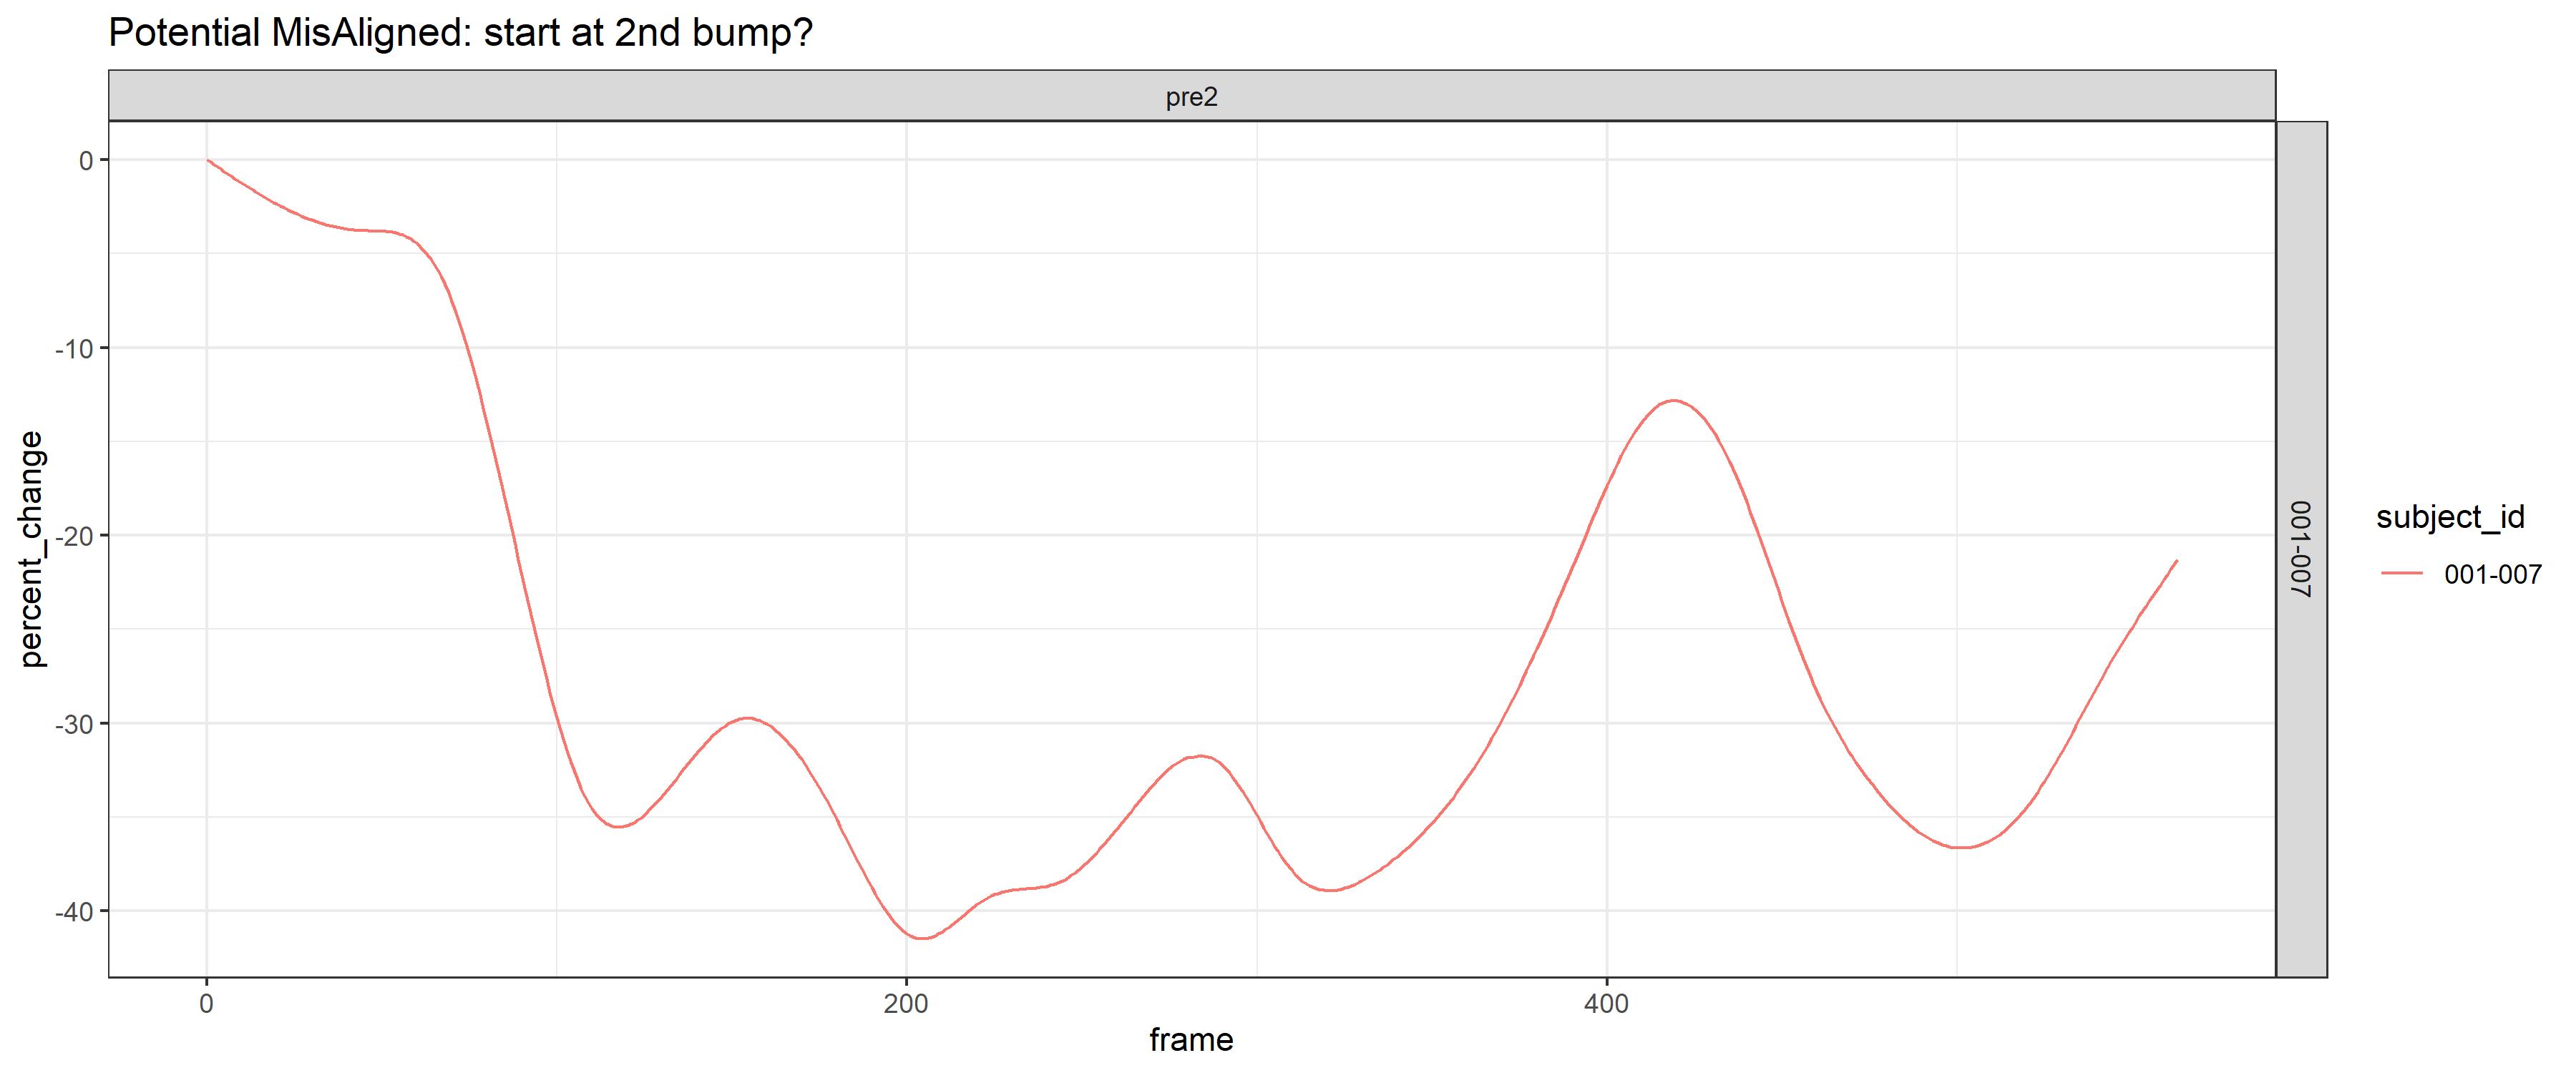 Potential MisAligned: start at 2nd bump?
pre2
0
-10
-20
-30
-40
percent_change
001-007
subject_id
001-007
0 200 400
frame